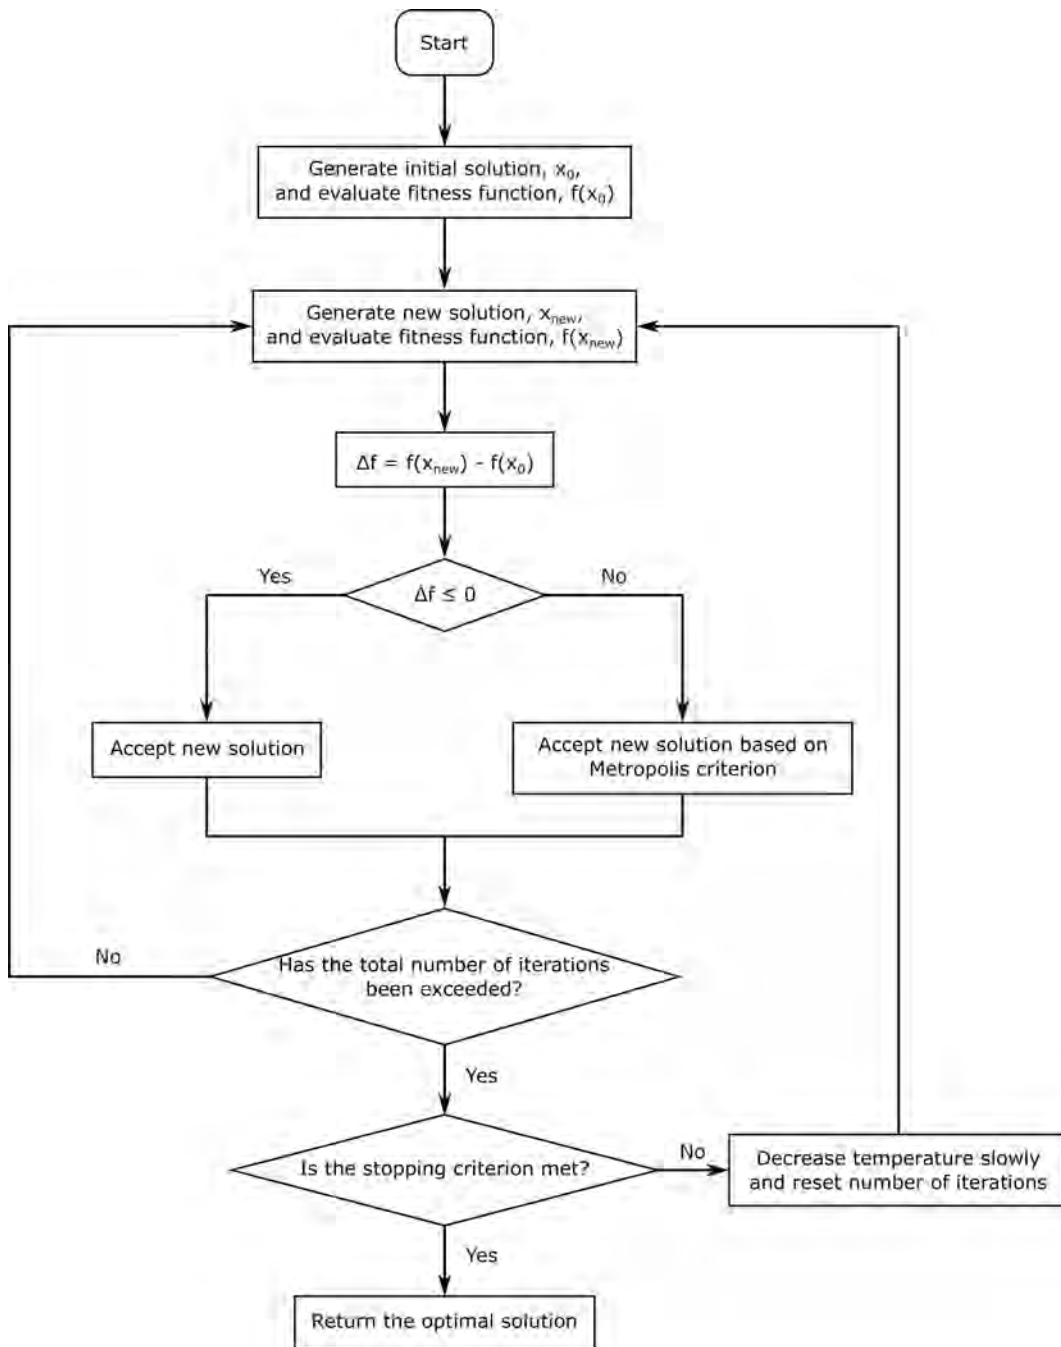 Start
Generate initial solution, x₀,
and evaluate fitness function, f(x₀)
Generate new solution, xₙₑw,
and evaluate fitness function, f(xₙₑw)
Δf = f(xₙₑw) - f(x₀)
Yes
Δf ≤ 0
No
Accept new solution
Accept new solution based on
Metropolis criterion
No
Has the total number of iterations
been exceeded?
Yes
Is the stopping criterion met?
No
Decrease temperature slowly
and reset number of iterations
Yes
Return the optimal solution